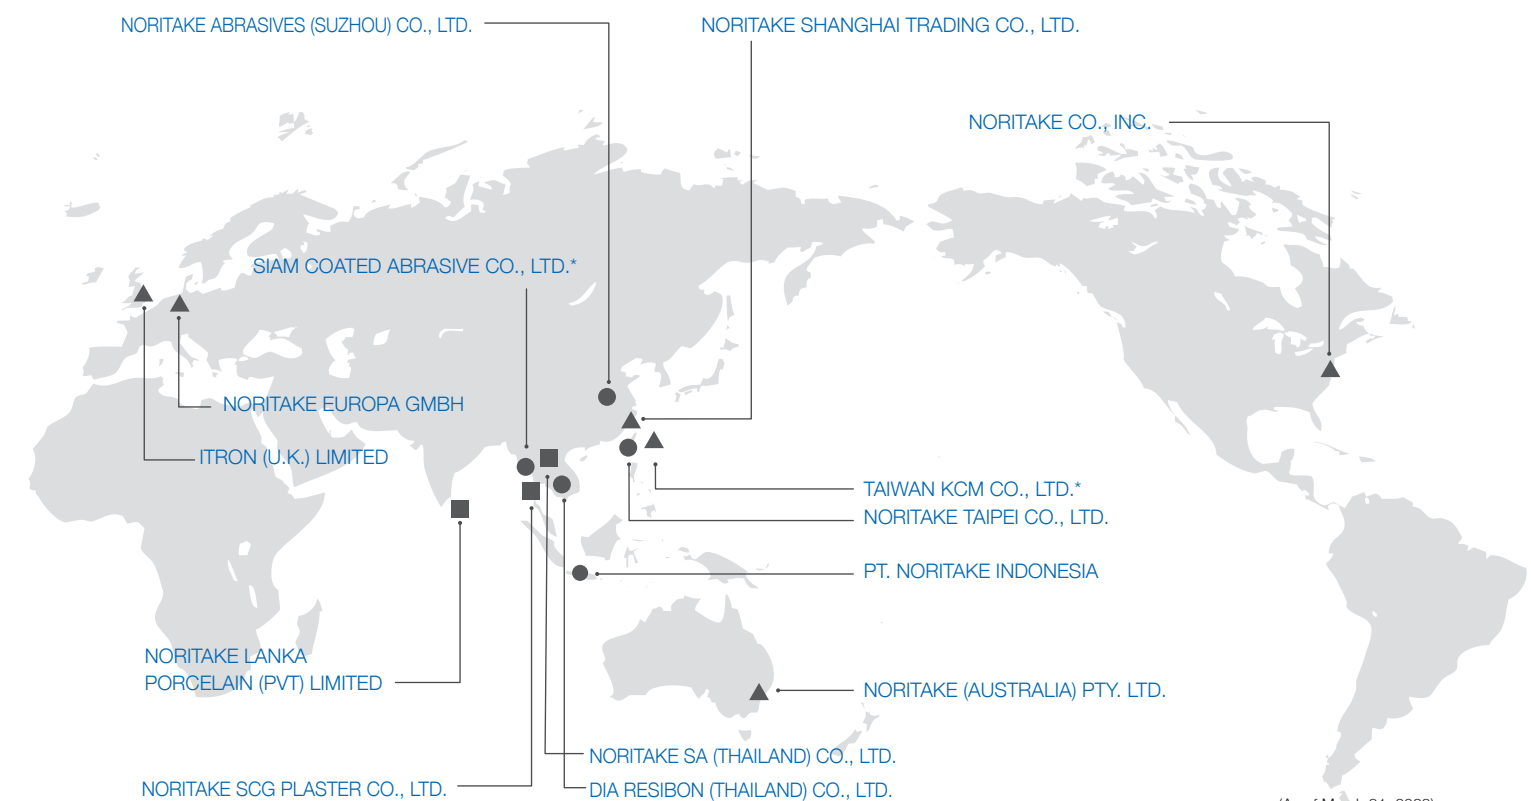 NORITAKE ABRASIVES (SUZHOU) CO., LTD.
NORITAKE SHANGHAI TRADING CO., LTD.
NORITAKE CO., INC.
SIAM COATED ABRASIVE CO., LTD.*
NORITAKE EUROPA GMBH
ITRON (U.K.) LIMITED
TAIWAN KCM CO., LTD.*
NORITAKE TAIPEI CO., LTD.
PT. NORITAKE INDONESIA
NORITAKE LANKA
PORCELAIN (PVT) LIMITED
NORITAKE (AUSTRALIA) PTY. LTD.
NORITAKE SA (THAILAND) CO., LTD.
NORITAKE SCG PLASTER CO., LTD.
DIA RESIBON (THAILAND) CO., LTD.